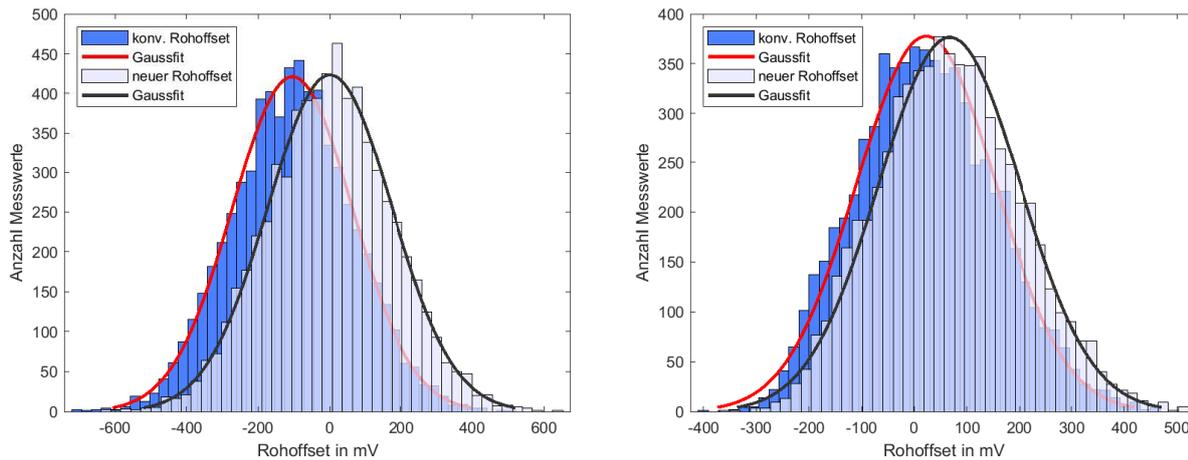 500
450
400
350
300
250
200
150
100
50
0
Anzahl Messwerte
konv. Rohoffset
Gaussfit
neuer Rohoffset
Gaussfit
-600 -400 -200 0 200 400 600
Rohoffset in mV
400
350
300
250
200
150
100
50
0
Anzahl Messwerte
konv. Rohoffset
Gaussfit
neuer Rohoffset
Gaussfit
-400 -300 -200 -100 0 100 200 300 400 500
Rohoffset in mV